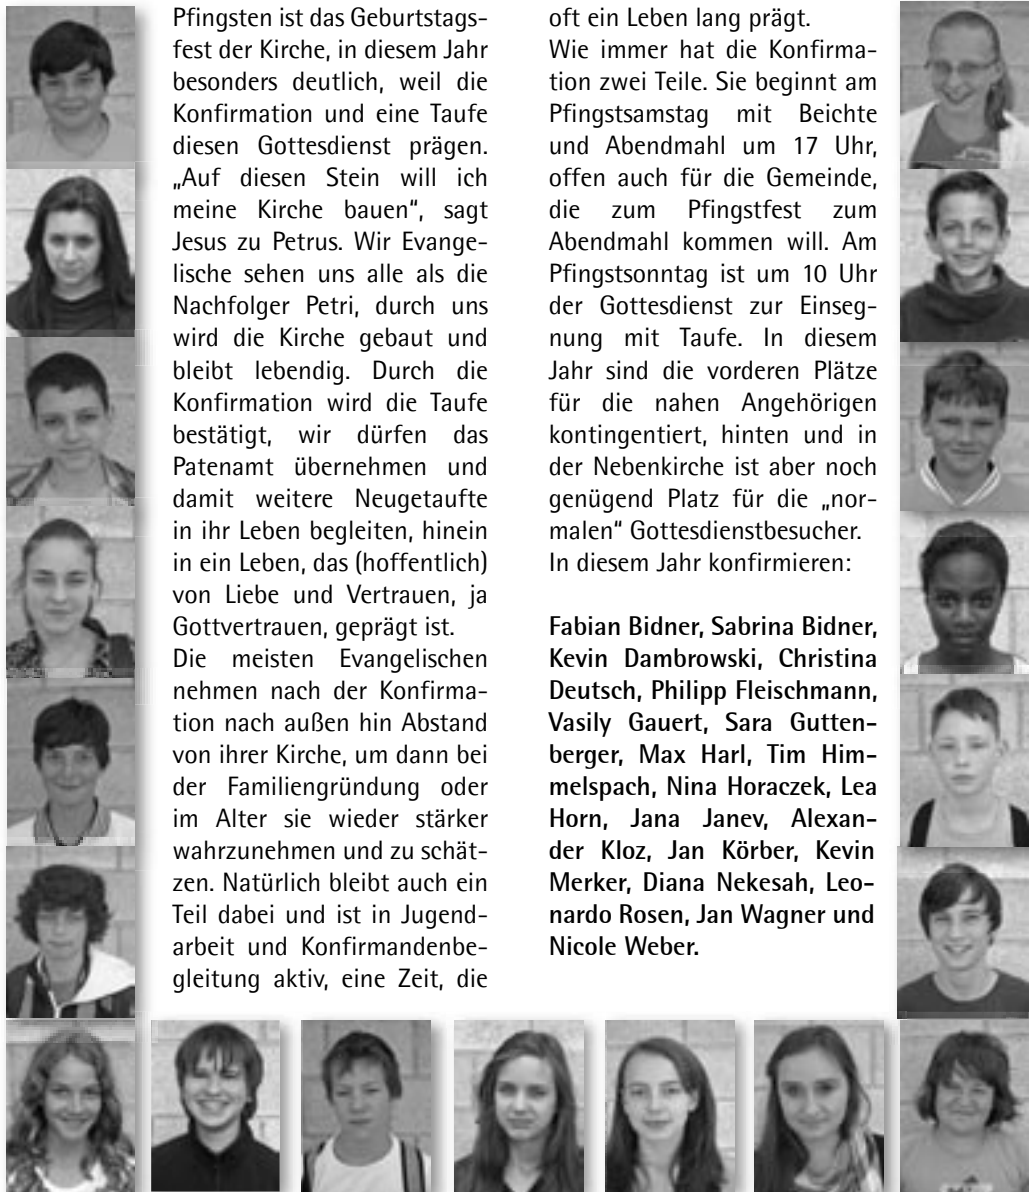 Pfingsten ist das Geburtstags-
fest der Kirche, in diesem Jahr
besonders deutlich, weil die
Konfirmation und eine Taufe
diesen Gottesdienst prägen.
„Auf diesen Stein will ich
meine Kirche bauen“, sagt
Jesus zu Petrus. Wir Evange-
lische sehen uns alle als die
Nachfolger Petri, durch uns
wird die Kirche gebaut und
bleibt lebendig. Durch die
Konfirmation wird die Taufe
bestätigt, wir dürfen das
Patenamt übernehmen und
damit weitere Neugetaufte
in ihr Leben begleiten, hinein
in ein Leben, das (hoffentlich)
von Liebe und Vertrauen, ja
Gottvertrauen, geprägt ist.
Die meisten Evangelischen
nehmen nach der Konfirma-
tion nach außen hin Abstand
von ihrer Kirche, um dann bei
der Familiengründung oder
im Alter sie wieder stärker
wahrzunehmen und zu schät-
zen. Natürlich bleibt auch ein
Teil dabei und ist in Jugend-
arbeit und Konfirmandenbe-
gleitung aktiv, eine Zeit, die
oft ein Leben lang prägt.
Wie immer hat die Konfirma-
tion zwei Teile. Sie beginnt am
Pfingstsamstag mit Beichte
und Abendmahl um 17 Uhr,
offen auch für die Gemeinde,
die zum Pfingstfest zum
Abendmahl kommen will. Am
Pfingstsonntag ist um 10 Uhr
der Gottesdienst zur Einseg-
nung mit Taufe. In diesem
Jahr sind die vorderen Plätze
für die nahen Angehörigen
kontingentiert, hinten und in
der Nebenkirche ist aber noch
genügend Platz für die „nor-
malen“ Gottesdienstbesucher.
In diesem Jahr konfirmieren:
Fabian Bidner, Sabrina Bidner,
Kevin Dambrowski, Christina
Deutsch, Philipp Fleischmann,
Vasily Gauert, Sara Gutten-
berger, Max Harl, Tim Him-
melspach, Nina Horaczek, Lea
Horn, Jana Janev, Alexan-
der Kloz, Jan Körber, Kevin
Merker, Diana Nekesah, Leo-
nardo Rosen, Jan Wagner und
Nicole Weber.